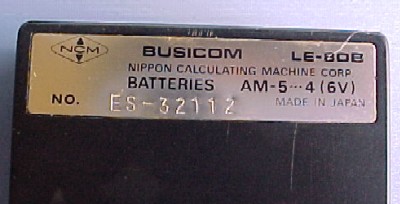 NCM
BUSICOM LE-80B
NIPPON CALCULATING MACHINE CORP.
BATTERIES AM-5···4 (6V)
NO. ES-32112 MADE IN JAPAN